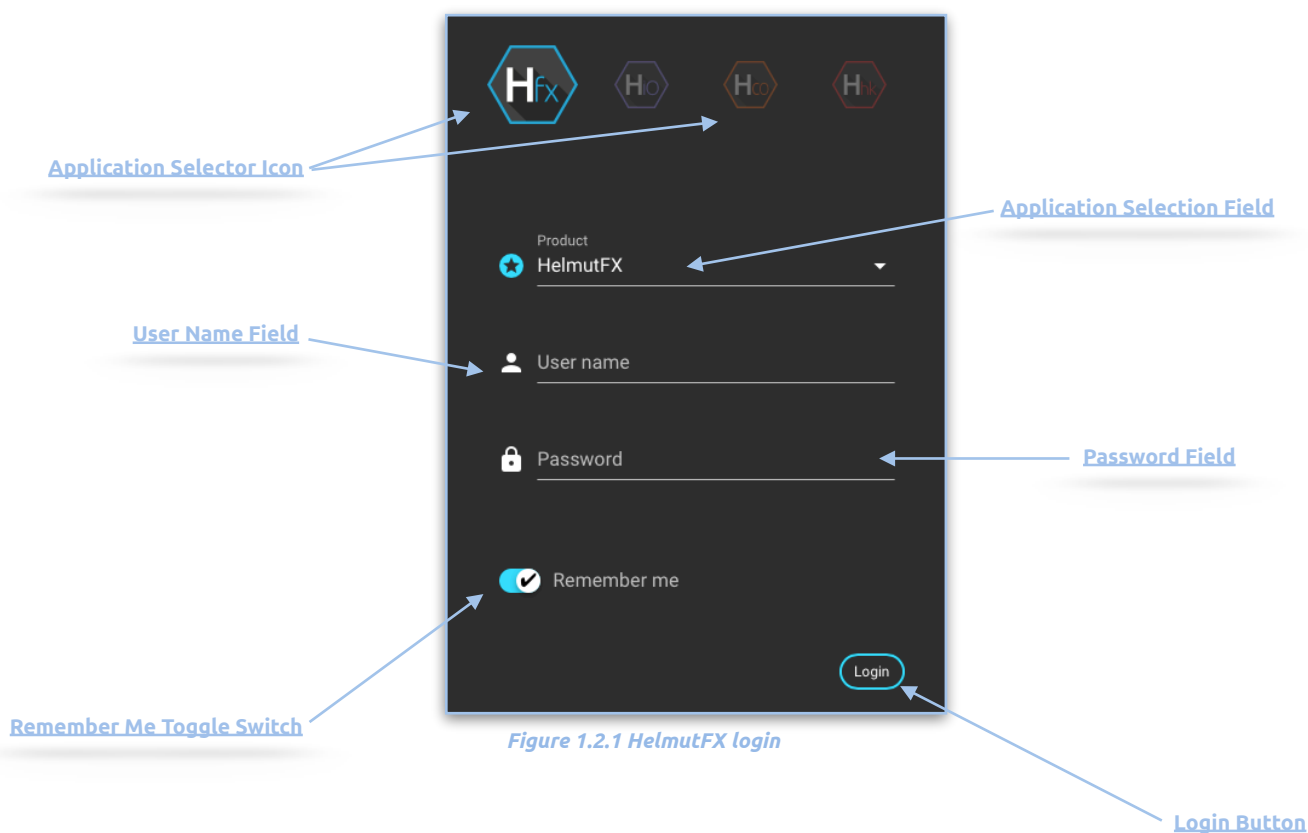 Hfx HIO HCO Hhk
Application Selector Icon
Application Selection Field
Product
HelmutFX
User Name Field
User name
Password
Password Field
Remember me
Login
Remember Me Toggle Switch
Figure 1.2.1 HelmutFX login
Login Button